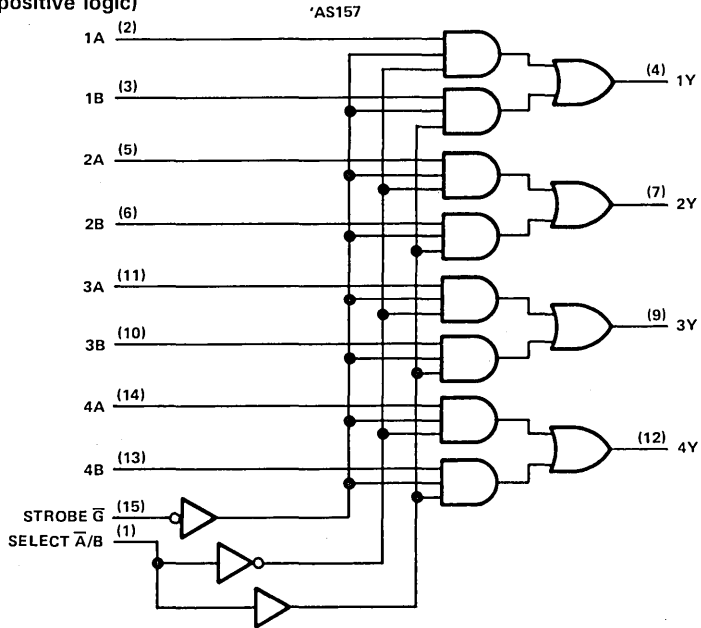 positive logic)
'AS157
1A (2)
(4) 1Y
1B (3)
2A (5)
(7) 2Y
2B (6)
3A (11)
(9) 3Y
3B (10)
4A (14)
(12) 4Y
4B (13)
STROBE G̅ (15)
SELECT A̅/B (1)